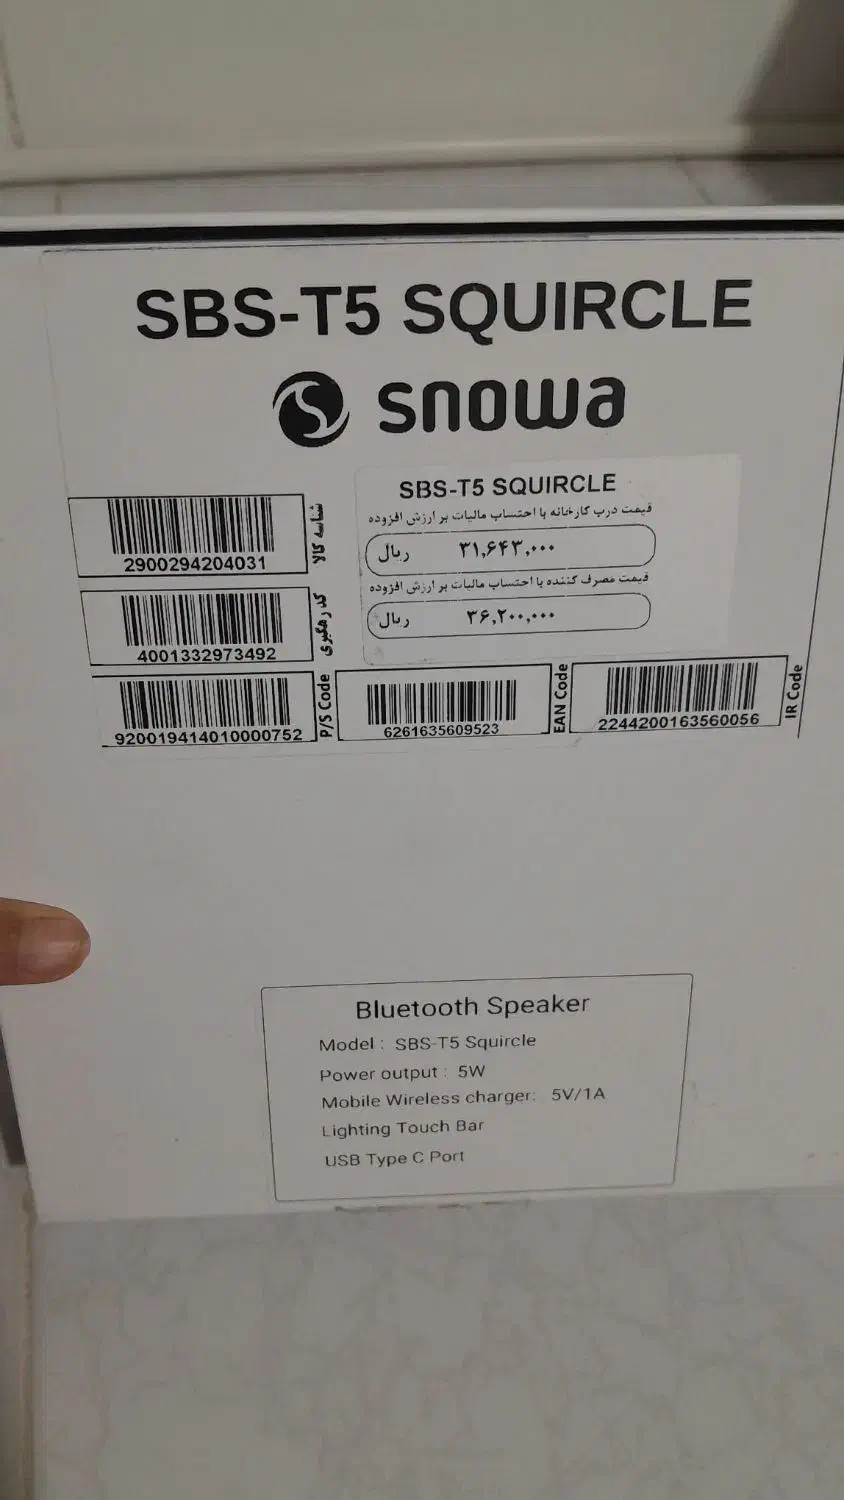 SBS-T5 SQUIRCLE
snowa
SBS-T5 SQUIRCLE
قیمت درب کارخانه با احتساب مالیات بر ارزش افزوده
۳۱,۶۴۳,۰۰۰ ریال
قیمت مصرف کننده با احتساب مالیات بر ارزش افزوده
۳۶,۲۰۰,۰۰۰ ریال
2900294204031
شناسه کالا
4001332973492
کد رهگیری
920019414010000752
P/S Code
6261635609523
EAN Code
2244200163560056
IR Code
Bluetooth Speaker
Model : SBS-T5 Squircle
Power output : 5W
Mobile Wireless charger: 5V/1A
Lighting Touch Bar
USB Type C Port